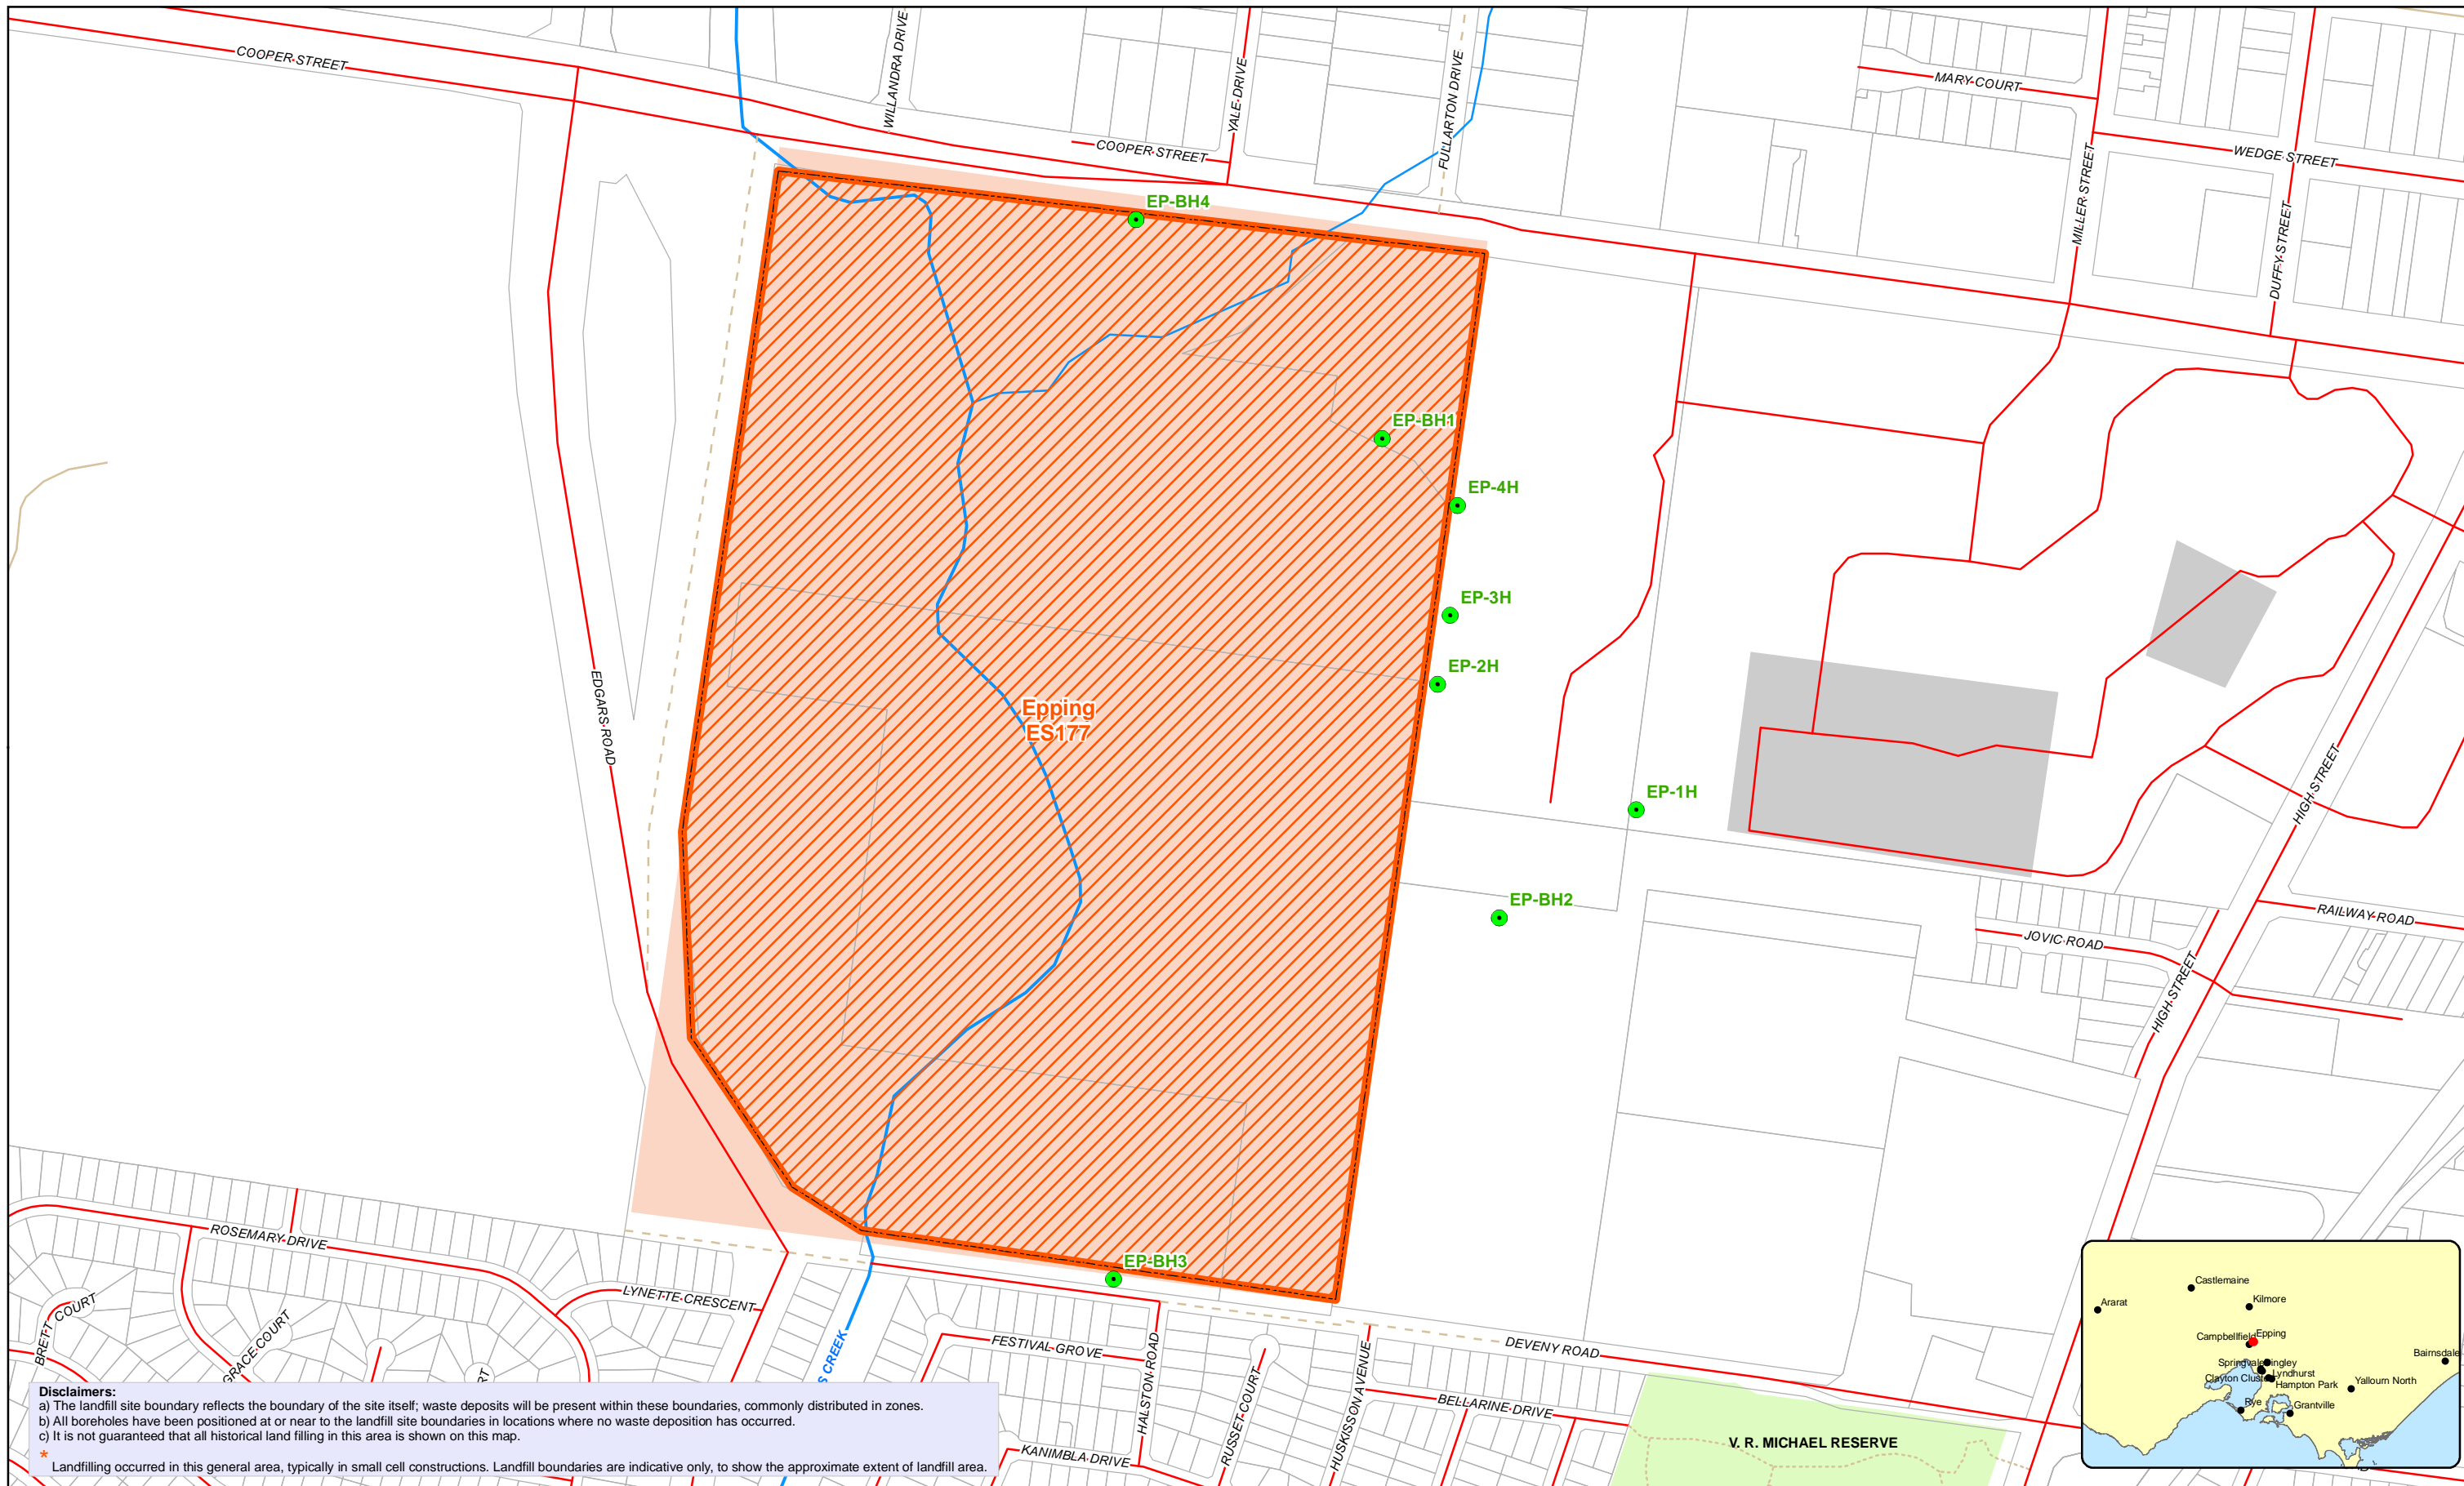 COOPER STREET
WILLANDRA DRIVE
YALE DRIVE
COOPER STREET
FULLARTON DRIVE
MARY COURT
MILLER STREET
WEDGE STREET
DUFFY STREET
EP-BH4
EP-BH1
EP-4H
EP-3H
EP-2H
Epping
ES177
EDGARS ROAD
EP-1H
EP-BH2
HIGH STREET
RAILWAY ROAD
JOVIC ROAD
HIGH STREET
ROSEMARY DRIVE
EP-BH3
LYNETTE CRESCENT
BRETT COURT
GRACE COURT
S CREEK
FESTIVAL GROVE
HALSTON ROAD
RUSSET COURT
HUSKISSON AVENUE
DEVENY ROAD
BELLARINE DRIVE
KANIMBLA DRIVE
V. R. MICHAEL RESERVE
Disclaimers:
a) The landfill site boundary reflects the boundary of the site itself; waste deposits will be present within these boundaries, commonly distributed in zones.
b) All boreholes have been positioned at or near to the landfill site boundaries in locations where no waste deposition has occurred.
c) It is not guaranteed that all historical land filling in this area is shown on this map.
*
Landfilling occurred in this general area, typically in small cell constructions. Landfill boundaries are indicative only, to show the approximate extent of landfill area.
Castlemaine
Ararat
Kilmore
Epping
Campbellfield
Bairnsdale
Springvale
Lyndhurst
Hampton Park
Yallourn North
Rye
Grantville